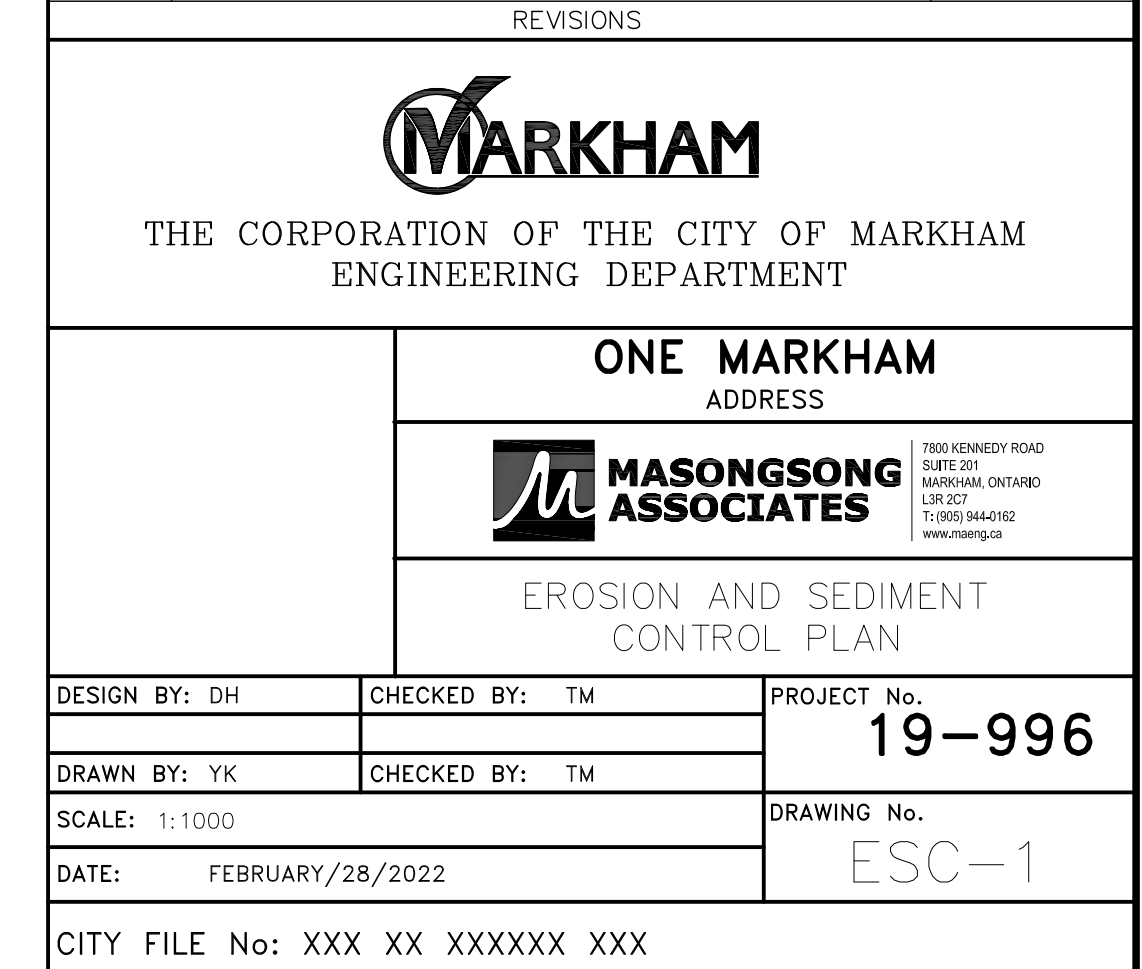 REVISIONS
MARKHAM
THE CORPORATION OF THE CITY OF MARKHAM
ENGINEERING DEPARTMENT
ONE MARKHAM
ADDRESS
MASONGSONG
ASSOCIATES
7800 KENNEDY ROAD
SUITE 201
MARKHAM, ONTARIO
L3R 2C7
T: (905) 944-0162
www.maeng.ca
EROSION AND SEDIMENT
CONTROL PLAN
DESIGN BY: DH
CHECKED BY: TM
PROJECT No.
19-996
DRAWN BY: YK
CHECKED BY: TM
SCALE: 1:1000
DRAWING No.
ESC-1
DATE: FEBRUARY/28/2022
CITY FILE No: XXX XX XXXXXX XXX